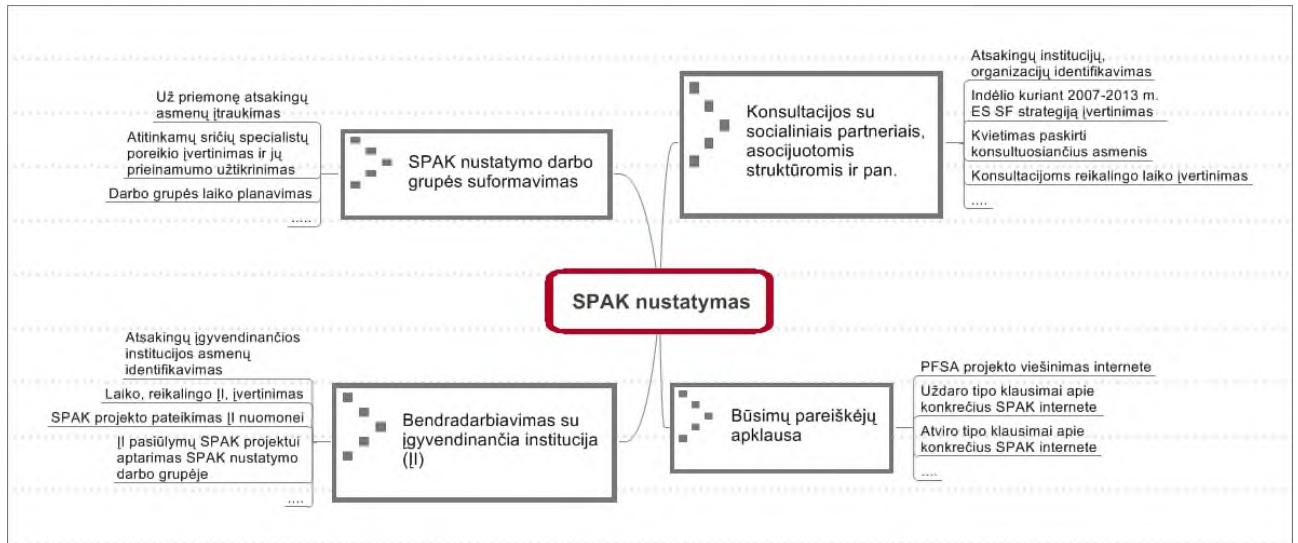 Už priemonę atsakingų
asmenų įtraukimas
Atitinkamų sričių specialistų
poreikio įvertinimas ir jų
prieinamumo užtikrinimas
Darbo grupės laiko planavimas
.....
SPAK nustatymo darbo
grupės suformavimas
Konsultacijos su
socialiniais partneriais,
asocijuotomis
struktūromis ir pan.
Atsakingų institucijų,
organizacijų identifikavimas
Indėlio kuriant 2007-2013 m.
ES SF strategiją įvertinimas
Kvietimas paskirti
konsultuosiančius asmenis
Konsultacijoms reikalingo laiko įvertinimas
....
SPAK nustatymas
Atsakingų įgyvendinančios
institucijos asmenų
identifikavimas
Laiko, reikalingo ĮI, įvertinimas
SPAK projekto pateikimas ĮI nuomonei
ĮI pasiūlymų SPAK projektui
aptarimas SPAK nustatymo
darbo grupėje
....
Bendradarbiavimas su
įgyvendinančia institucija
(ĮI)
Būsimų pareiškėjų
apklausa
PFSA projekto viešinimas internete
Uždaro tipo klausimai apie
konkrečius SPAK internete
Atviro tipo klausimai apie
konkrečius SPAK internete
....